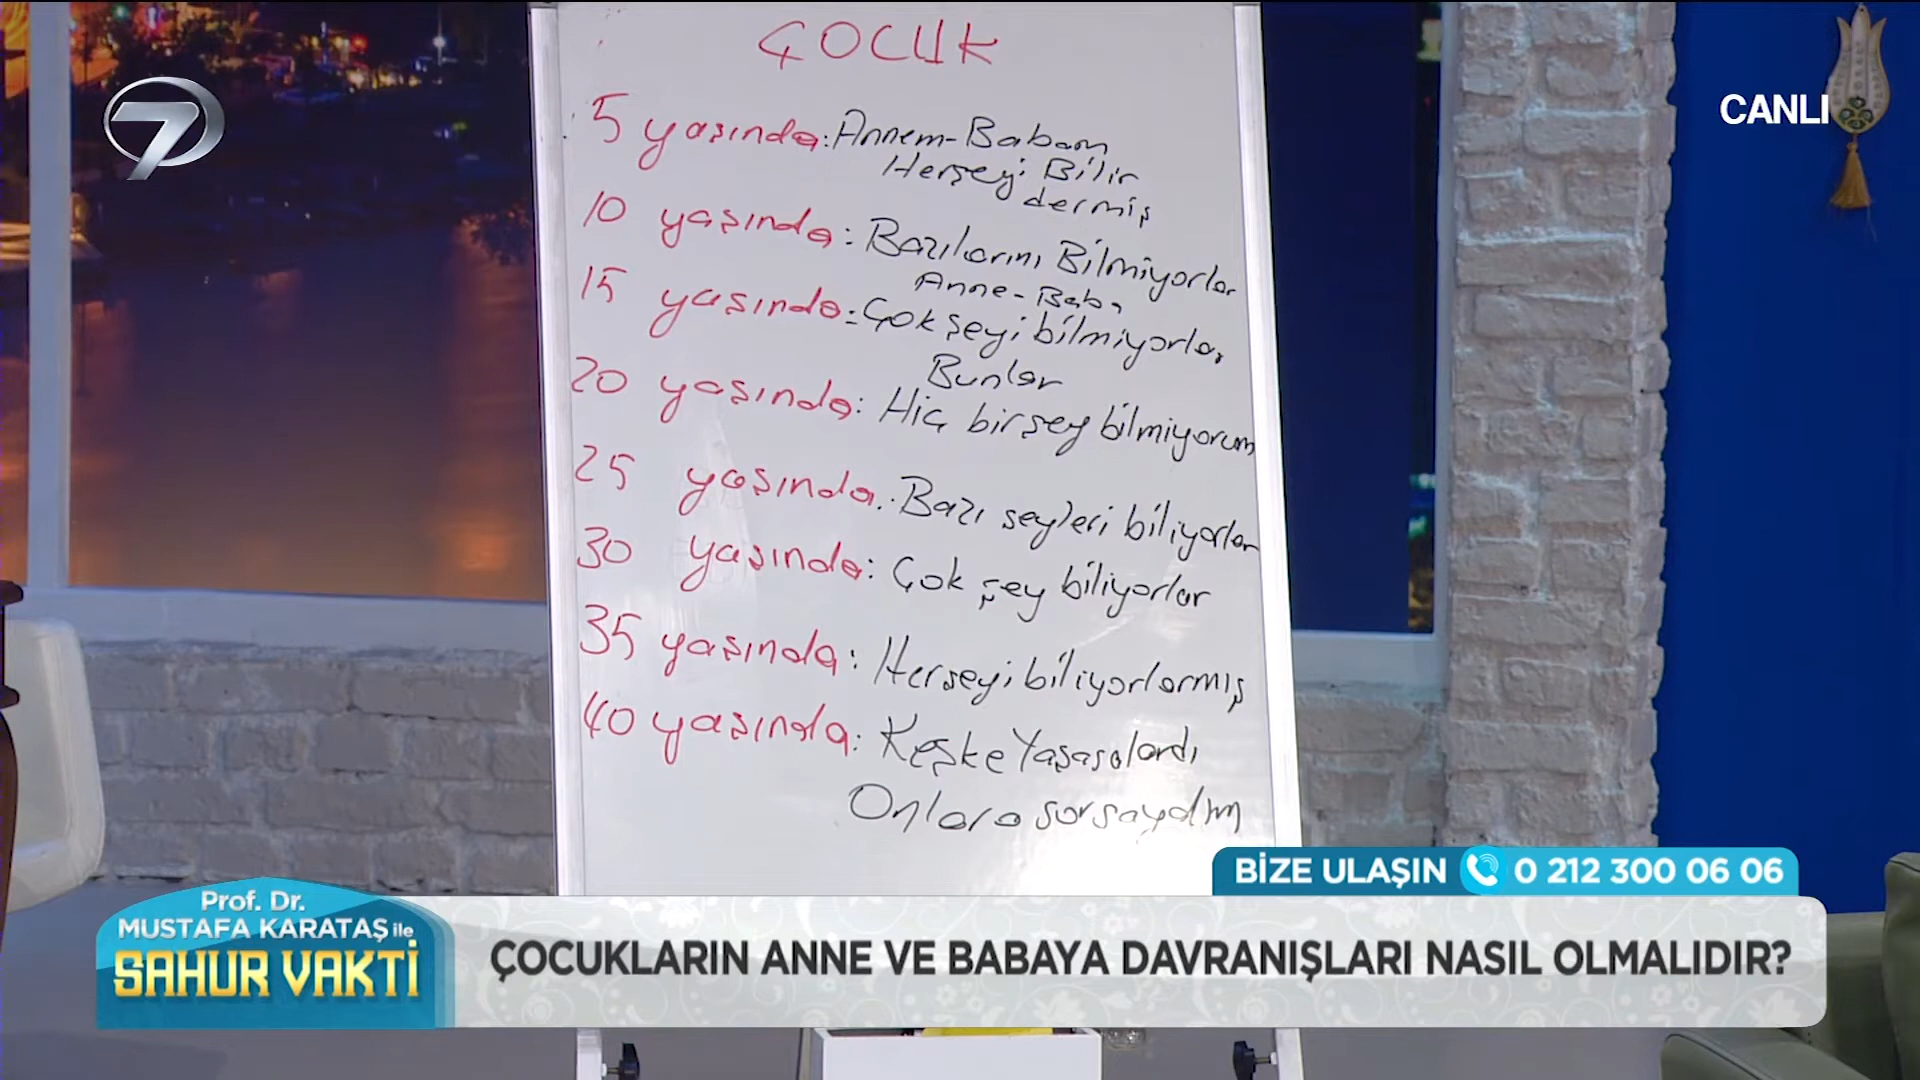 ÇOCUK
7
CANLI
5 yaşında: Annem-Babam
Herşeyi Bilir
dermiş
10 yaşında: Bazılarını Bilmiyorlar
Anne-Baba
15 yaşında: Çok şeyi bilmiyorlar
Bunlar
20 yaşında: Hiç birşey bilmiyorum
25 yaşında: Bazı şeyleri biliyorlar
30 yaşında: Çok şey biliyorlar
35 yaşında: Herşeyi biliyorlarmış
40 yaşında: Keşke Yaşasalardı
Onlara sorsaydım
BİZE ULAŞIN 0 212 300 06 06
Prof. Dr.
MUSTAFA KARATAŞ ile
SAHUR VAKTİ
ÇOCUKLARIN ANNE VE BABAYA DAVRANIŞLARI NASIL OLMALIDIR?